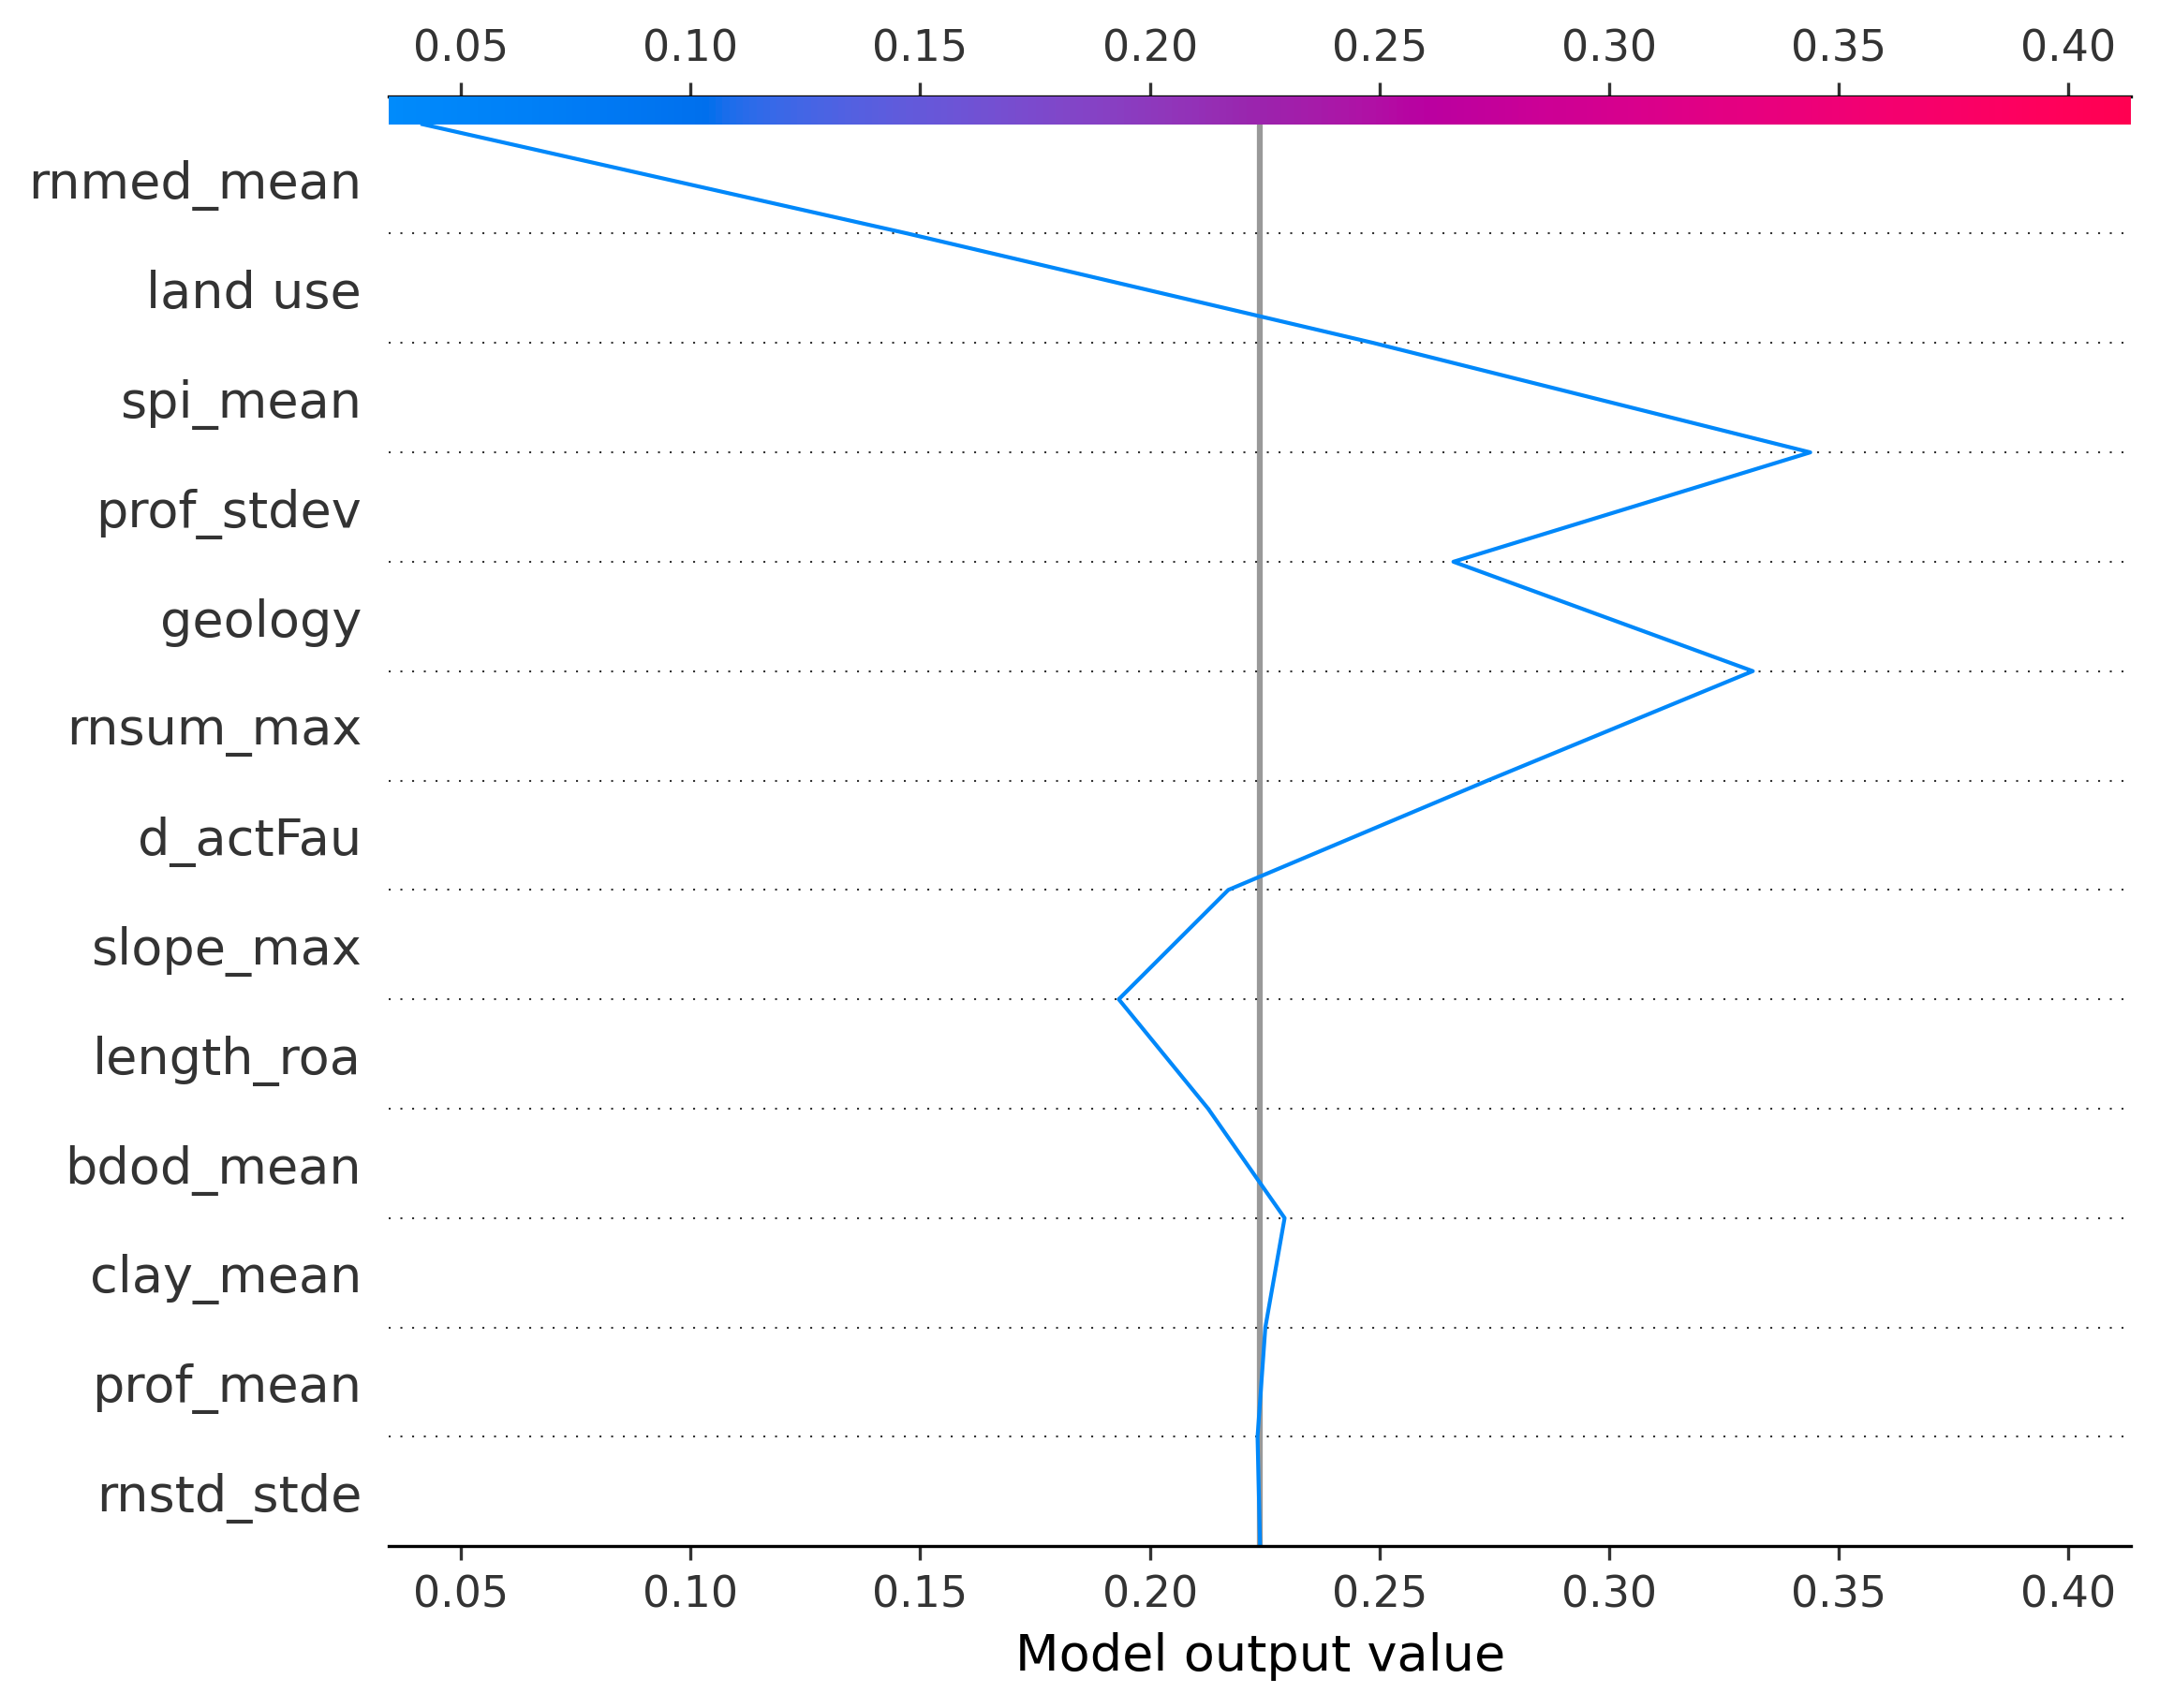 0.05 0.10 0.15 0.20 0.25 0.30 0.35 0.40
rnmed_mean
land use
spi_mean
prof_stdev
geology
rnsum_max
d_actFau
slope_max
length_roa
bdod_mean
clay_mean
prof_mean
rnstd_stde
0.05 0.10 0.15 0.20 0.25 0.30 0.35 0.40
Model output value